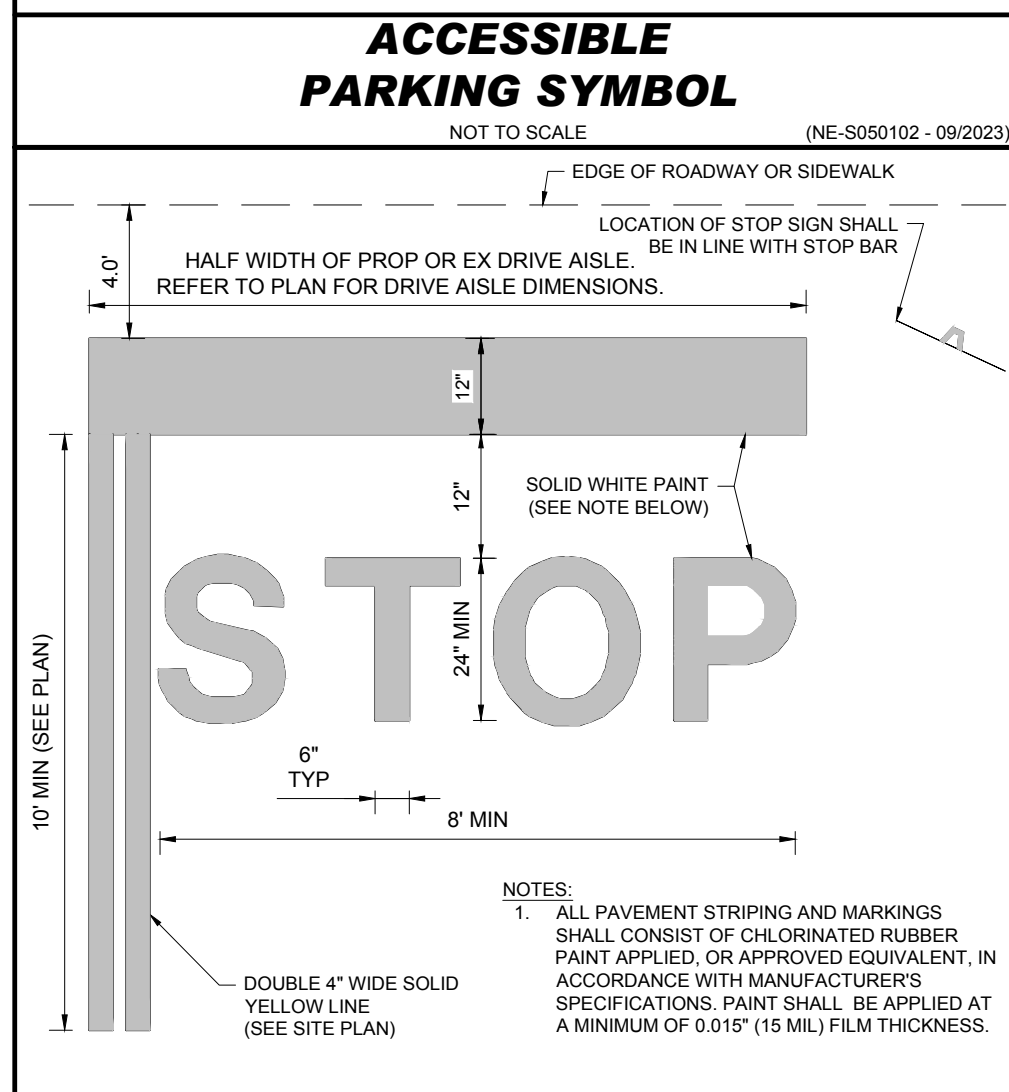 ACCESSIBLE
PARKING SYMBOL
NOT TO SCALE
(NE-S050102 - 09/2023)
EDGE OF ROADWAY OR SIDEWALK
LOCATION OF STOP SIGN SHALL
BE IN LINE WITH STOP BAR
4.0'
HALF WIDTH OF PROP OR EX DRIVE AISLE.
REFER TO PLAN FOR DRIVE AISLE DIMENSIONS.
12"
12"
SOLID WHITE PAINT
(SEE NOTE BELOW)
STOP
24" MIN
10' MIN (SEE PLAN)
6"
TYP
8' MIN
DOUBLE 4" WIDE SOLID
YELLOW LINE
(SEE SITE PLAN)
NOTES:
1. ALL PAVEMENT STRIPING AND MARKINGS
SHALL CONSIST OF CHLORINATED RUBBER
PAINT APPLIED, OR APPROVED EQUIVALENT, IN
ACCORDANCE WITH MANUFACTURER'S
SPECIFICATIONS. PAINT SHALL BE APPLIED AT
A MINIMUM OF 0.015" (15 MIL) FILM THICKNESS.